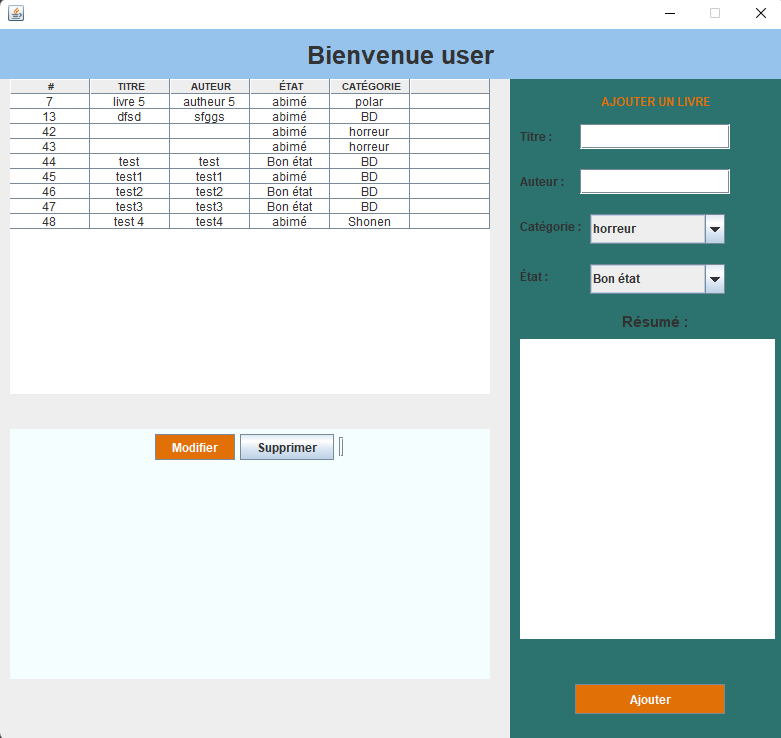 Bienvenue user
# TITRE AUTEUR ÉTAT CATÉGORIE
7 livre 5 autheur 5 abimé polar
13 dfsd sfggs abimé BD
42 abimé horreur
43 abimé horreur
44 test test Bon état BD
45 test1 test1 abimé BD
46 test2 test2 Bon état BD
47 test3 test3 Bon état BD
48 test 4 test4 abimé Shonen
Modifier Supprimer
AJOUTER UN LIVRE
Titre :
Auteur :
Catégorie : horreur
État : Bon état
Résumé :
Ajouter